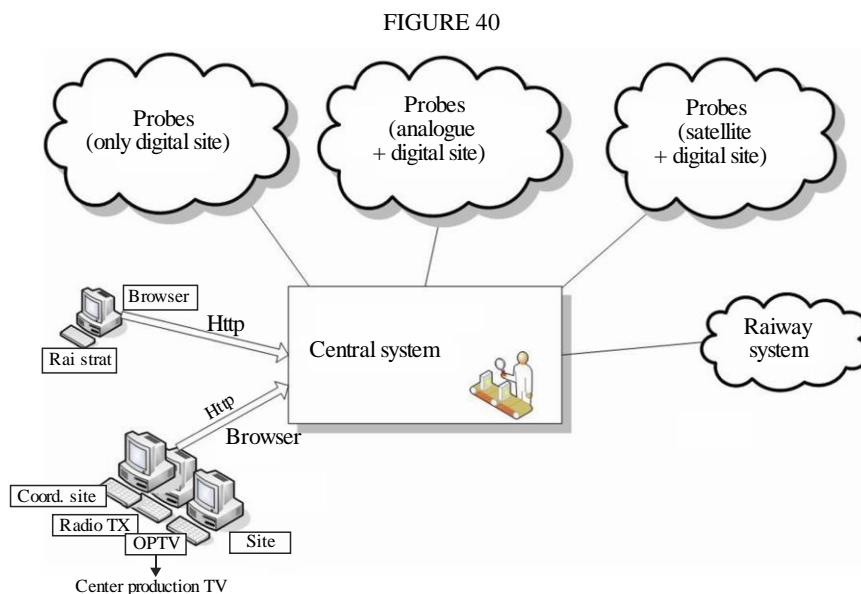 FIGURE 40
Probes
(only digital site)
Probes
(analogue
+ digital site)
Probes
(satellite
+ digital site)
Browser
Http
Rai strat
Central system
Raiway
system
Http
Browser
Coord. site
Radio TX
OPTV
Site
Center production TV